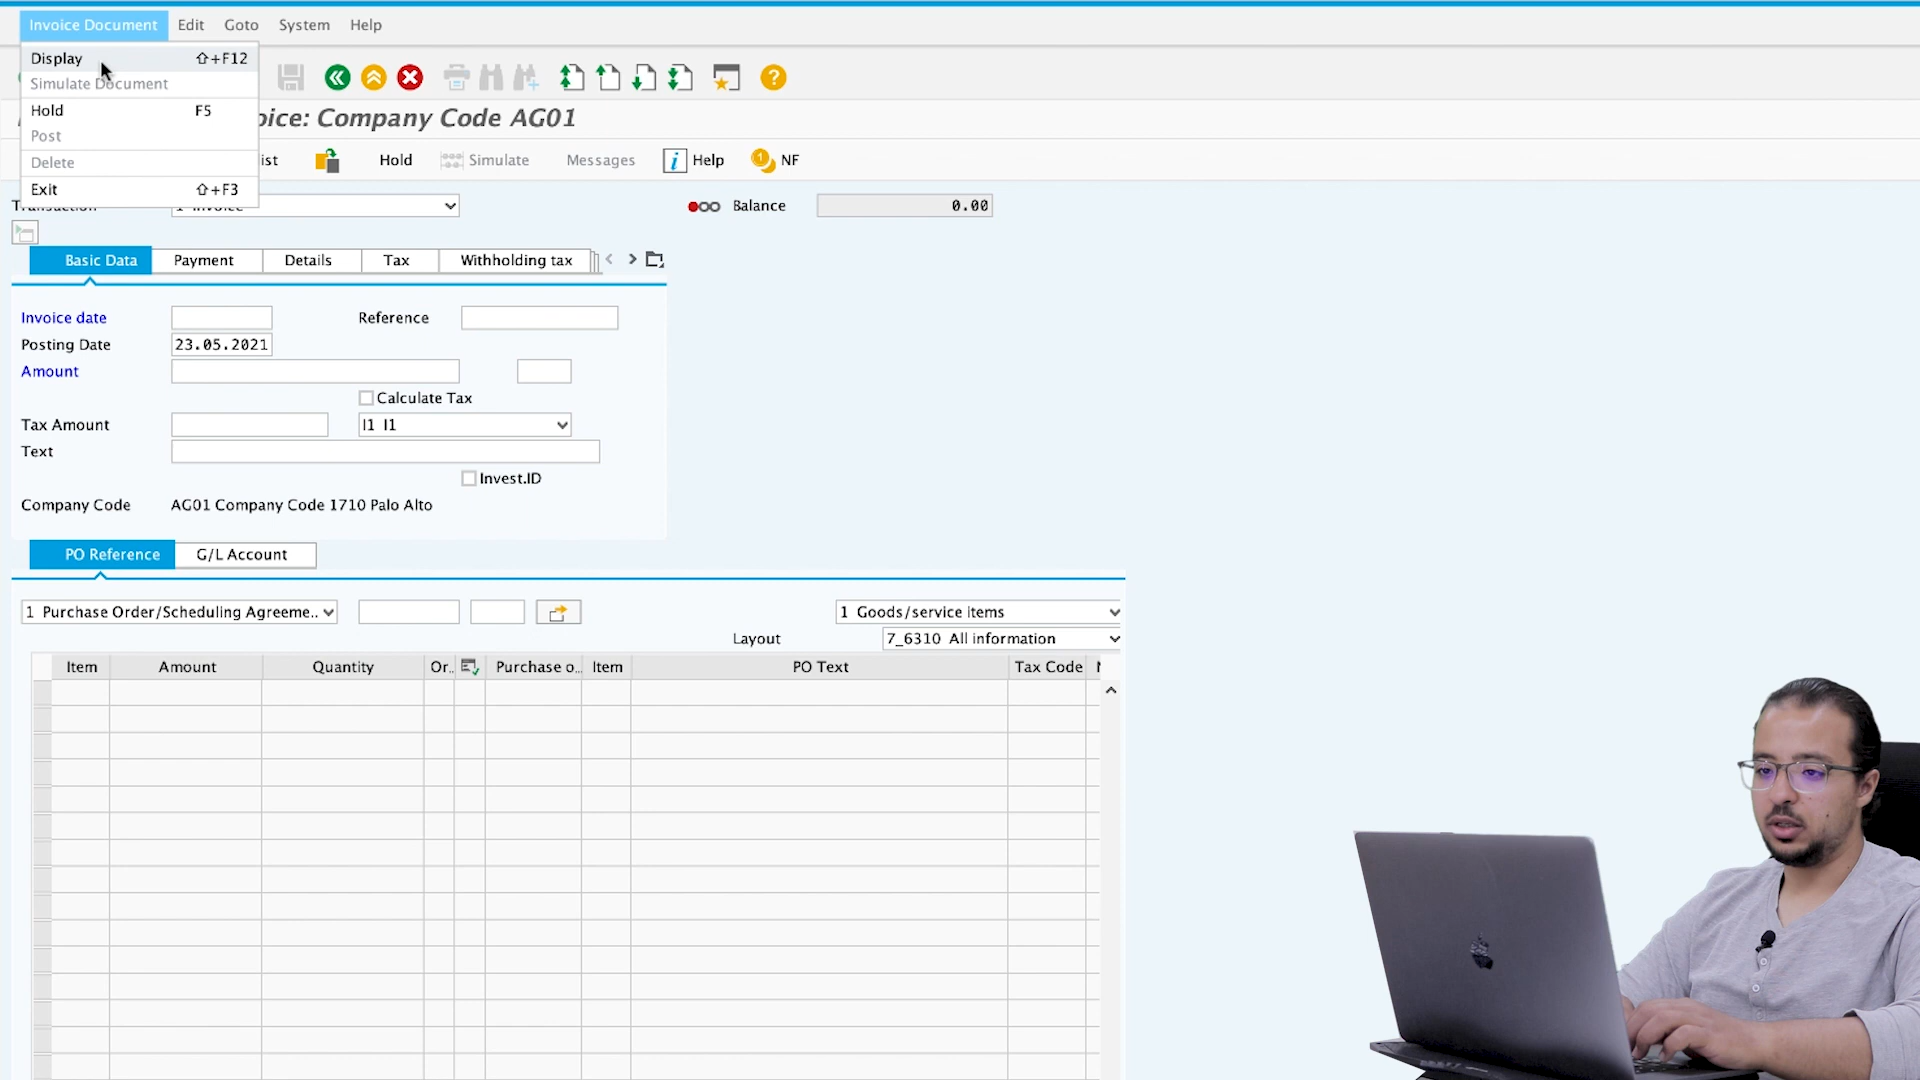 Invoice Document Edit Goto System Help
Display ⇧+F12
Simulate Document
Hold F5
Post
Delete
Exit ⇧+F3
oice: Company Code AG01
ist Hold Simulate Messages Help NF
Balance 0.00
Basic Data Payment Details Tax Withholding tax
Invoice date Reference
Posting Date 23.05.2021
Amount
Calculate Tax
Tax Amount I1 I1
Text
Invest.ID
Company Code AG01 Company Code 1710 Palo Alto
PO Reference G/L Account
1 Purchase Order/Scheduling Agreeme.. 1 Goods/service items
Layout 7_6310 All information
Item Amount Quantity Or.. Purchase o.. Item PO Text Tax Code